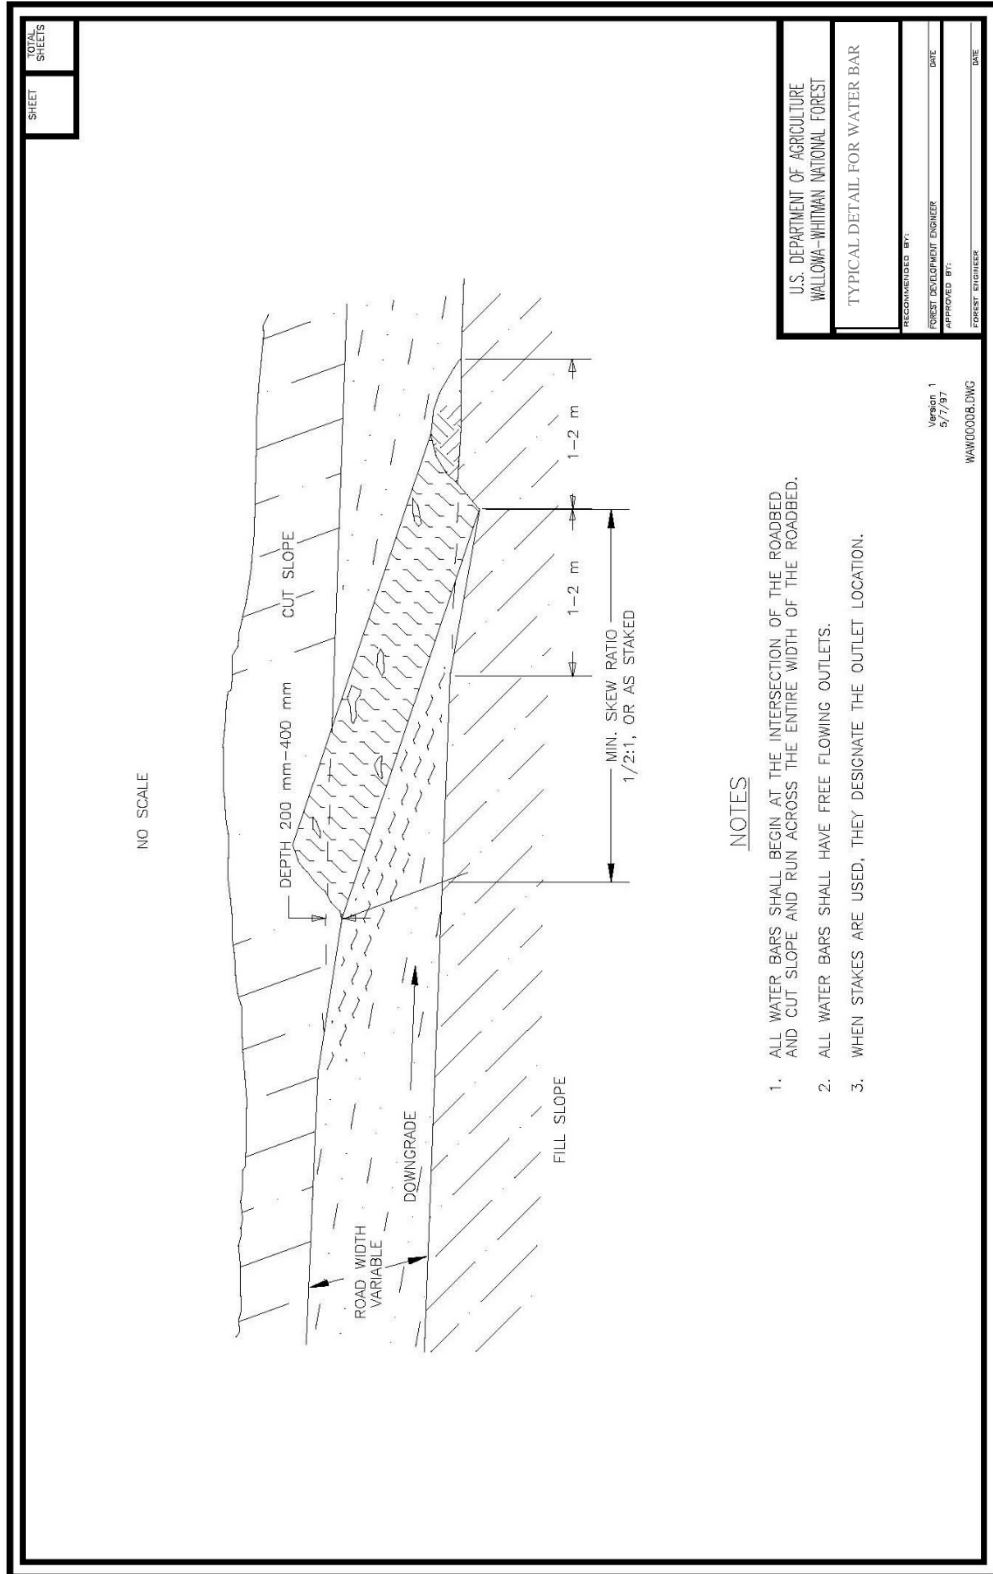 SHEET
TOTAL
SHEETS
NO SCALE
CUT SLOPE
DEPTH 200 mm-400 mm
ROAD WIDTH
VARIABLE
DOWNGRADE
FILL SLOPE
1-2 m
1-2 m
MIN. SKEW RATIO
1/2:1, OR AS STAKED
NOTES
1. ALL WATER BARS SHALL BEGIN AT THE INTERSECTION OF THE ROADBED
AND CUT SLOPE AND RUN ACROSS THE ENTIRE WIDTH OF THE ROADBED.
2. ALL WATER BARS SHALL HAVE FREE FLOWING OUTLETS.
3. WHEN STAKES ARE USED, THEY DESIGNATE THE OUTLET LOCATION.
U.S. DEPARTMENT OF AGRICULTURE
WALLOWA-WHITMAN NATIONAL FOREST
TYPICAL DETAIL FOR WATER BAR
RECOMMENDED BY:
FOREST DEVELOPMENT ENGINEER DATE
APPROVED BY:
FOREST ENGINEER DATE
Version 1
5/7/97
WAW00008.DWG